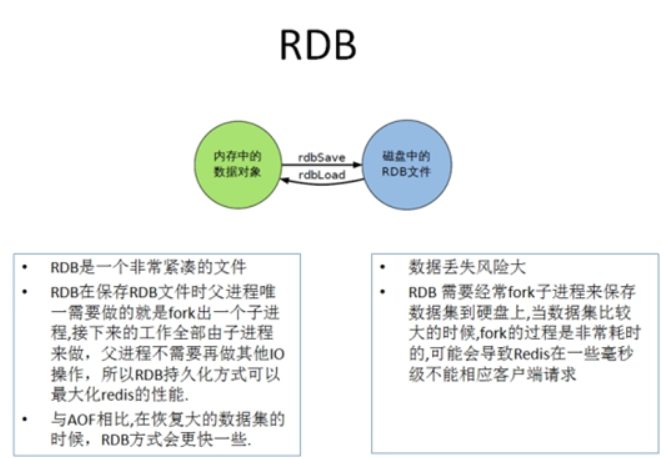 RDB
内存中的
数据对象
rdbSave
rdbLoad
磁盘中的
RDB文件
• RDB是一个非常紧凑的文件
• RDB在保存RDB文件时父进程唯
一需要做的就是fork出一个子进
程,接下来的工作全部由子进程
来做，父进程不需要再做其他IO
操作，所以RDB持久化方式可以
最大化redis的性能.
• 与AOF相比,在恢复大的数据集的
时候，RDB方式会更快一些.
• 数据丢失风险大
• RDB 需要经常fork子进程来保存
数据集到硬盘上,当数据集比较
大的时候,fork的过程是非常耗时
的,可能会导致Redis在一些毫秒
级不能相应客户端请求